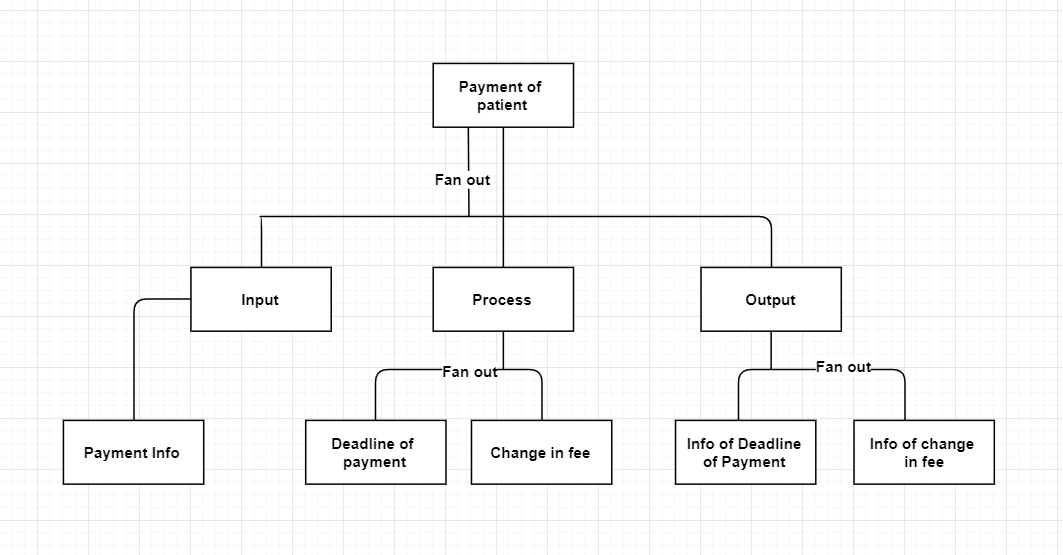 Payment of
patient
Fan out
Input
Process
Output
Fan out
Fan out
Payment Info
Deadline of
payment
Change in fee
Info of Deadline
of Payment
Info of change
in fee